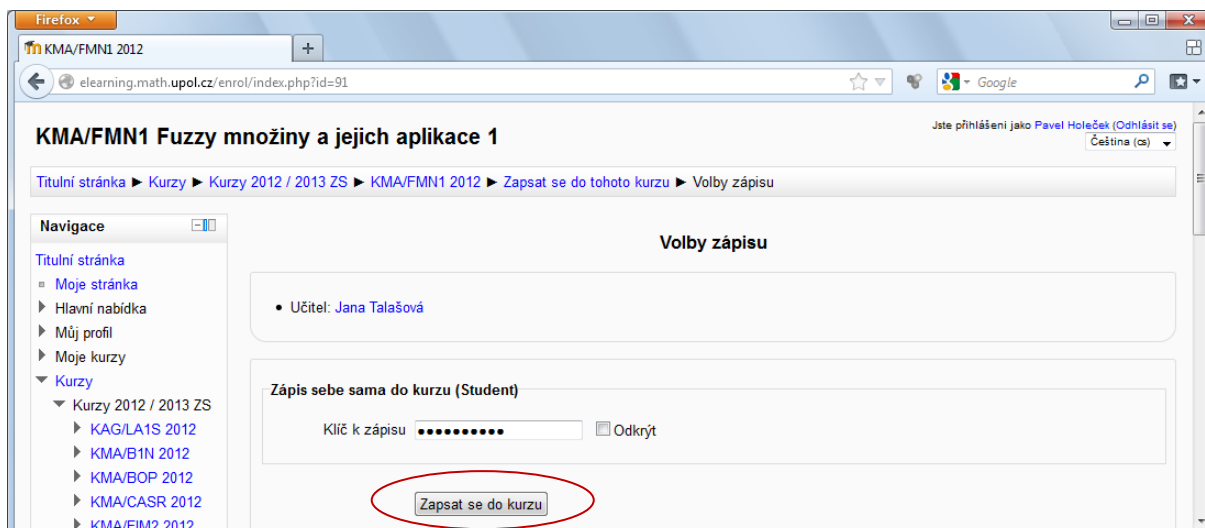 Firefox
KMA/FMN1 2012
elearning.math.upol.cz/enrol/index.php?id=91
Google
KMA/FMN1 Fuzzy množiny a jejich aplikace 1
Jste přihlášeni jako Pavel Holeček (Odhlásit se)
Čeština (cs)
Titulní stránka ► Kurzy ► Kurzy 2012 / 2013 ZS ► KMA/FMN1 2012 ► Zapsat se do tohoto kurzu ► Volby zápisu
Navigace
Titulní stránka
Moje stránka
Hlavní nabídka
Můj profil
Moje kurzy
Kurzy
Kurzy 2012 / 2013 ZS
KAG/LA1S 2012
KMA/B1N 2012
KMA/BOP 2012
KMA/CASR 2012
KMA/FIM2 2012
Volby zápisu
Učitel: Jana Talašová
Zápis sebe sama do kurzu (Student)
Klíč k zápisu ●●●●●●●●●● Odkrýt
Zapsat se do kurzu